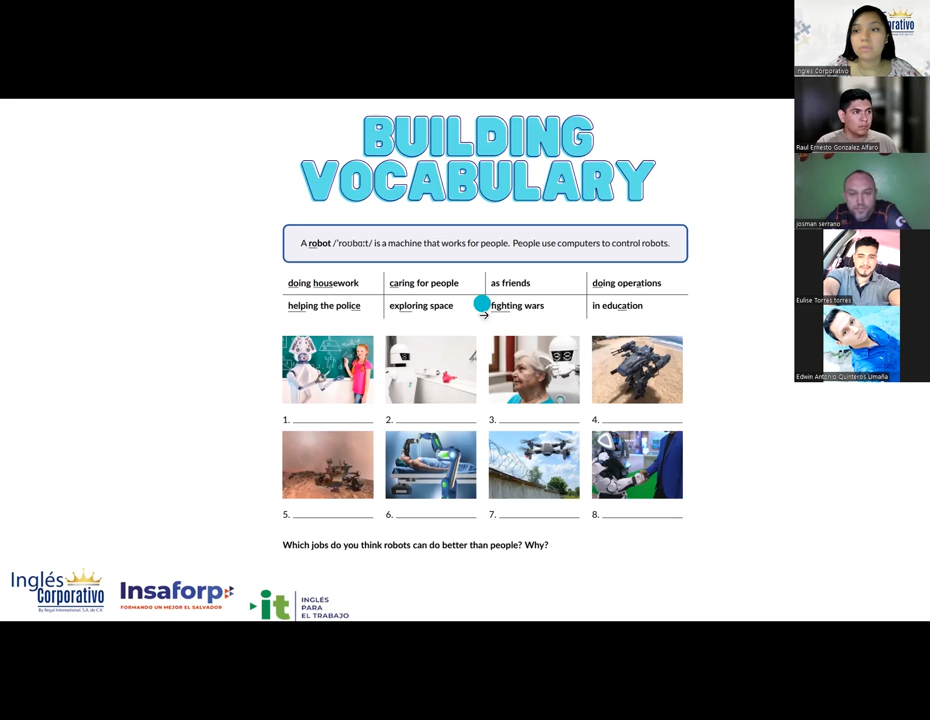 BUILDING
VOCABULARY
A robot /ˈroʊbɑːt/ is a machine that works for people. People use computers to control robots.
doing housework caring for people as friends doing operations
helping the police exploring space fighting wars in education
1. 2. 3. 4.
5. 6. 7. 8.
Which jobs do you think robots can do better than people? Why?
Inglés
Corporativo
By Regal International, S.A. de C.V.
Insaforp
FORMANDO UN MEJOR EL SALVADOR
it
INGLÉS
PARA
EL TRABAJO
Ingles Corporativo
Raul Ernesto Gonzalez Alfaro
josman serrano
Eulise Torres torres
Edwin Antonio Quinteros Umaña